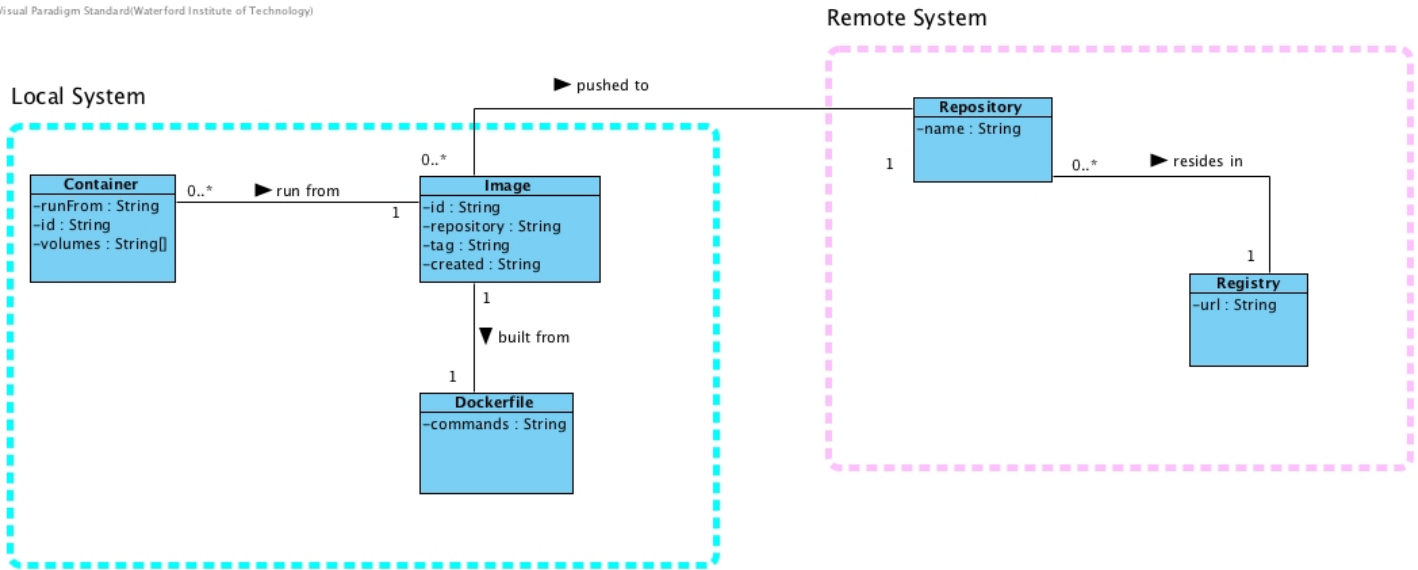 Visual Paradigm Standard(Waterford Institute of Technology)
Remote System
Local System
pushed to
Repository
-name : String
0..*
1
0..*
resides in
Container
-runFrom : String
-id : String
-volumes : String[]
0..*
run from
1
Image
-id : String
-repository : String
-tag : String
-created : String
1
Registry
-url : String
1
built from
1
Dockerfile
-commands : String